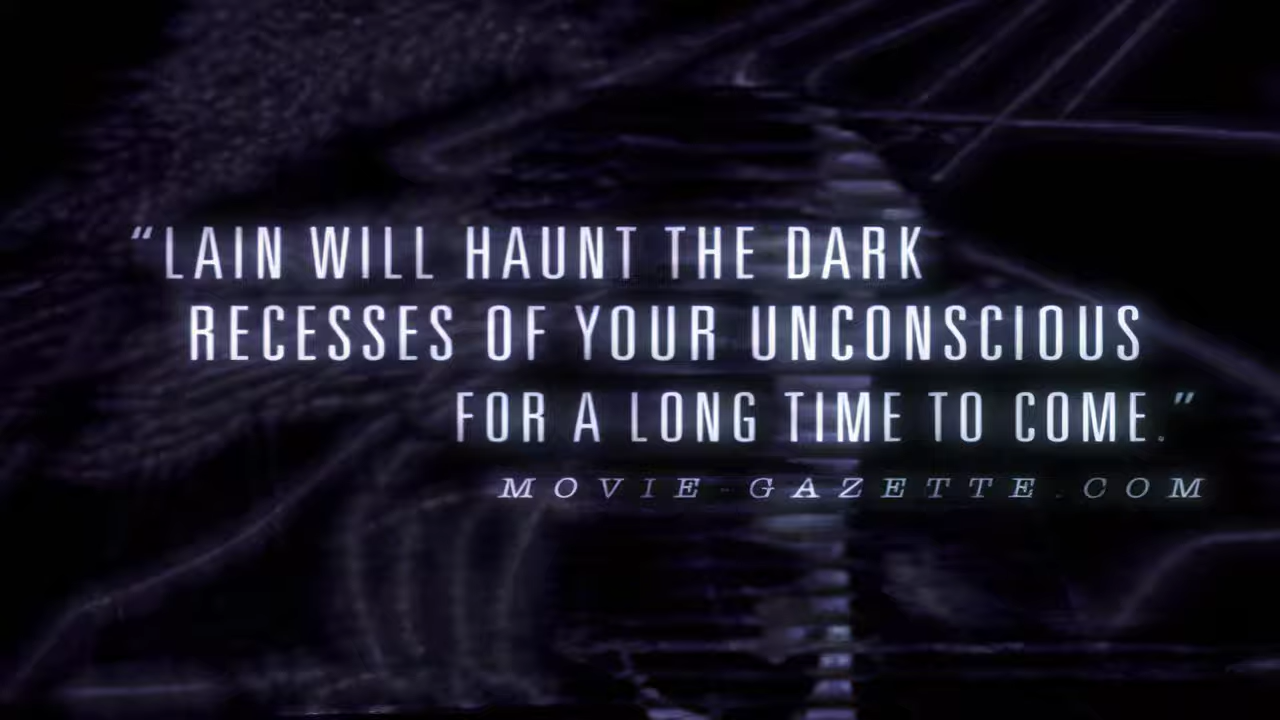 “LAIN WILL HAUNT THE DARK
RECESSES OF YOUR UNCONSCIOUS
FOR A LONG TIME TO COME.”
MOVIE-GAZETTE.COM